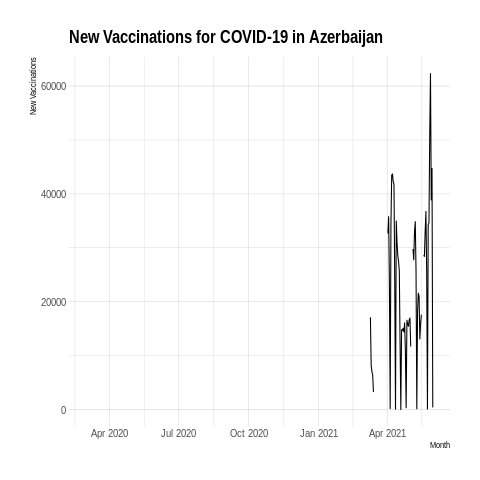 New Vaccinations for COVID-19 in Azerbaijan
New Vaccinations
60000
40000
20000
0
Apr 2020 Jul 2020 Oct 2020 Jan 2021 Apr 2021
Month